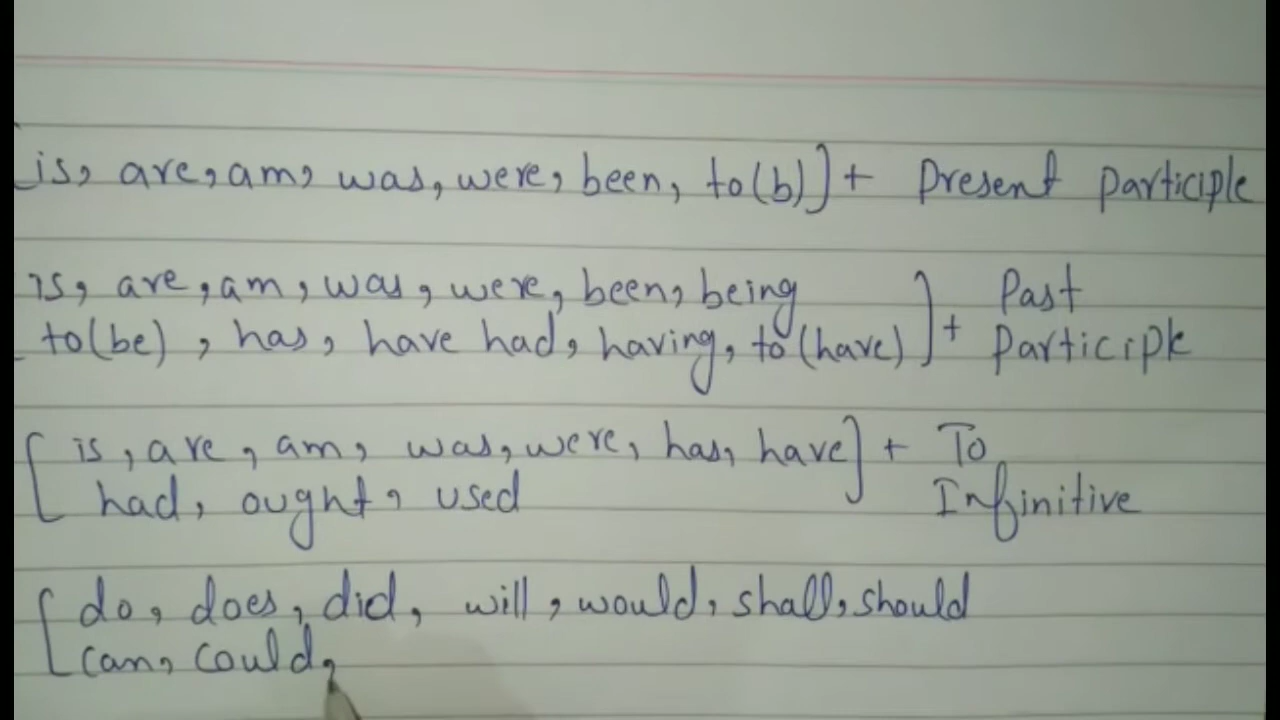 [is, are, am, was, were, been, to(b)] + Present participle
is, are, am, was, were, been, being
to(be), has, have had, having, to(have)] + Past Participle
[is, are, am, was, were, has, have] + To
had, ought, used Infinitive
[do, does, did, will, would, shall, should
can, could,